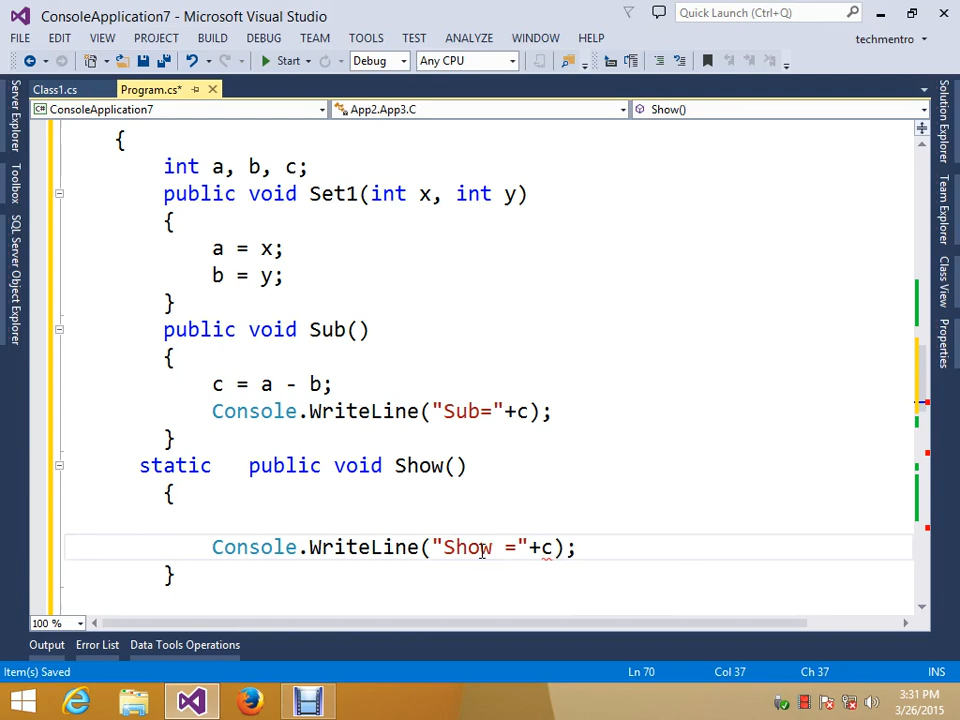 ConsoleApplication7 - Microsoft Visual Studio
Quick Launch (Ctrl+Q)
FILE EDIT VIEW PROJECT BUILD DEBUG TEAM TOOLS TEST ANALYZE WINDOW HELP
techmentro
Start Debug Any CPU
Class1.cs Program.cs*
ConsoleApplication7 App2.App3.C Show()
Server Explorer
Toolbox
SQL Server Object Explorer
Solution Explorer
Team Explorer
Class View
Properties
{
int a, b, c;
public void Set1(int x, int y)
{
a = x;
b = y;
}
public void Sub()
{
c = a - b;
Console.WriteLine("Sub="+c);
}
static public void Show()
{
Console.WriteLine("Show ="+c);
}
100 %
Output Error List Data Tools Operations
Item(s) Saved Ln 70 Col 37 Ch 37 INS
3:31 PM
3/26/2015